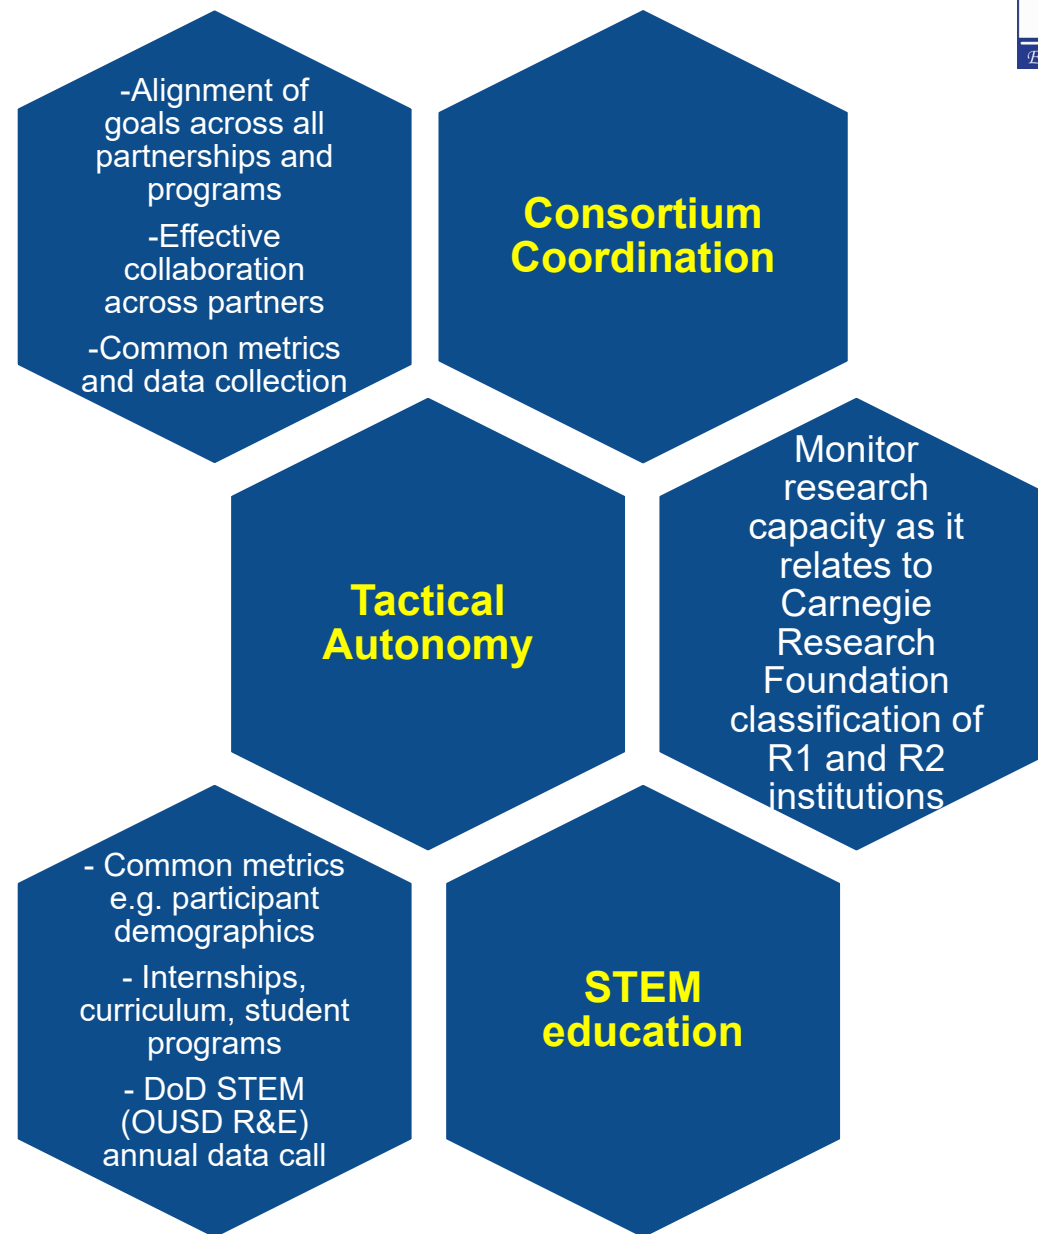 -Alignment of
goals across all
partnerships and
programs
-Effective
collaboration
across partners
-Common metrics
and data collection
Consortium
Coordination
Tactical
Autonomy
Monitor
research
capacity as it
relates to
Carnegie
Research
Foundation
classification of
R1 and R2
institutions
- Common metrics
e.g. participant
demographics
- Internships,
curriculum, student
programs
- DoD STEM
(OUSD R&E)
annual data call
STEM
education